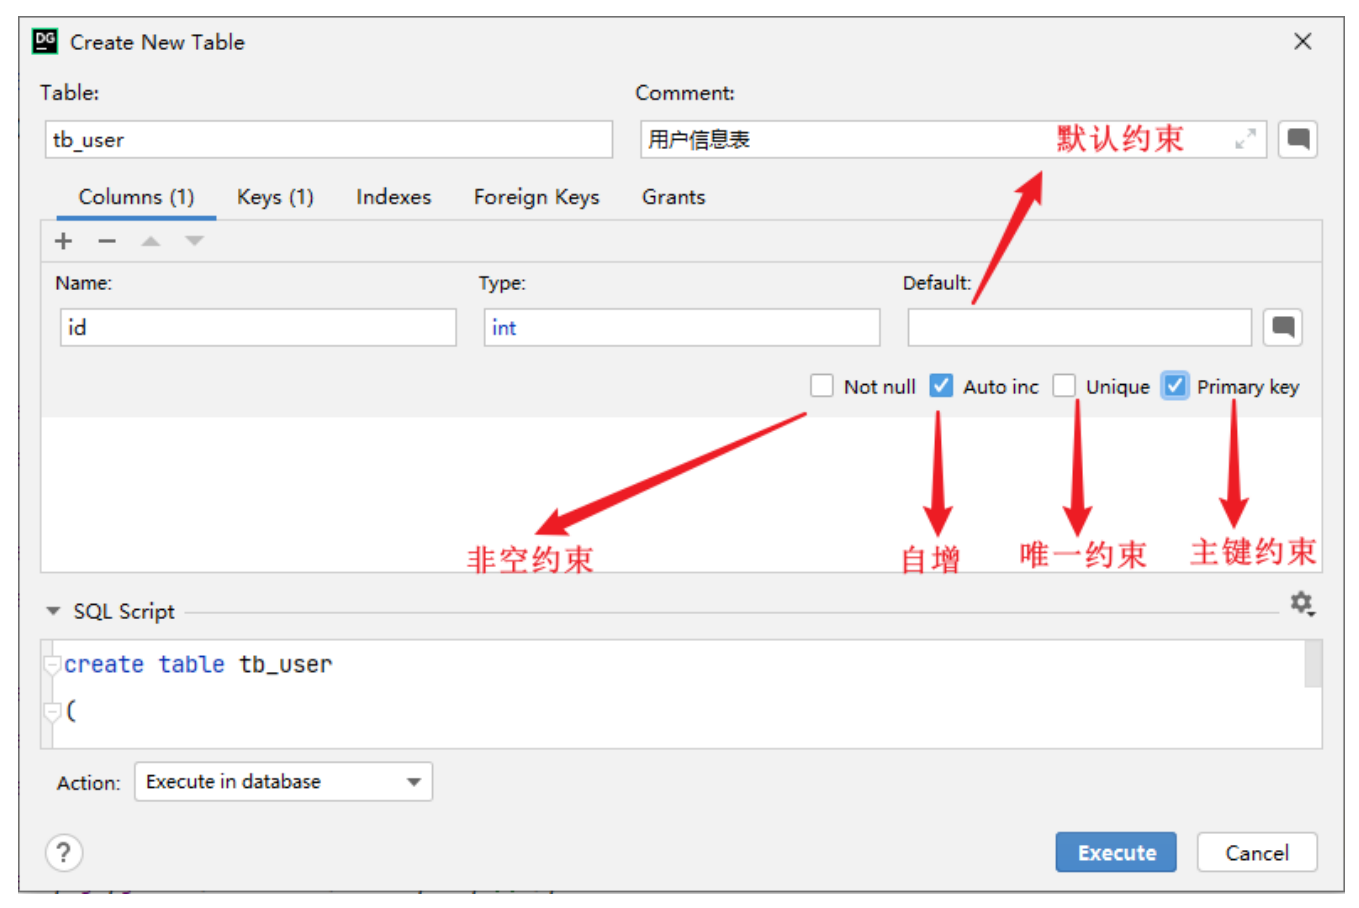 DG Create New Table
Table: Comment:
tb_user 用户信息表 默认约束
Columns (1) Keys (1) Indexes Foreign Keys Grants
Name: Type: Default:
id int
Not null Auto inc Unique Primary key
非空约束 自增 唯一约束 主键约束
SQL Script
create table tb_user
(
Action: Execute in database
? Execute Cancel